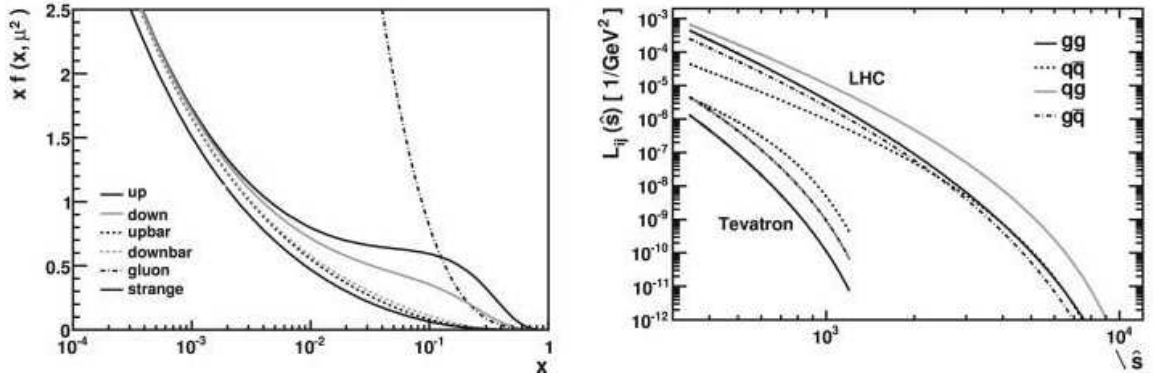 x f (x, μ²)
2.5
2
1.5
1
0.5
0
up
down
upbar
downbar
gluon
strange
10⁻⁴
10⁻³
10⁻²
10⁻¹
1
x
L_ij (ŝ) [ 1/GeV² ]
10⁻³
10⁻⁴
10⁻⁵
10⁻⁶
10⁻⁷
10⁻⁸
10⁻⁹
10⁻¹⁰
10⁻¹¹
10⁻¹²
LHC
Tevatron
gg
qq̄
qg
gq̄
10³
10⁴
\ ŝ